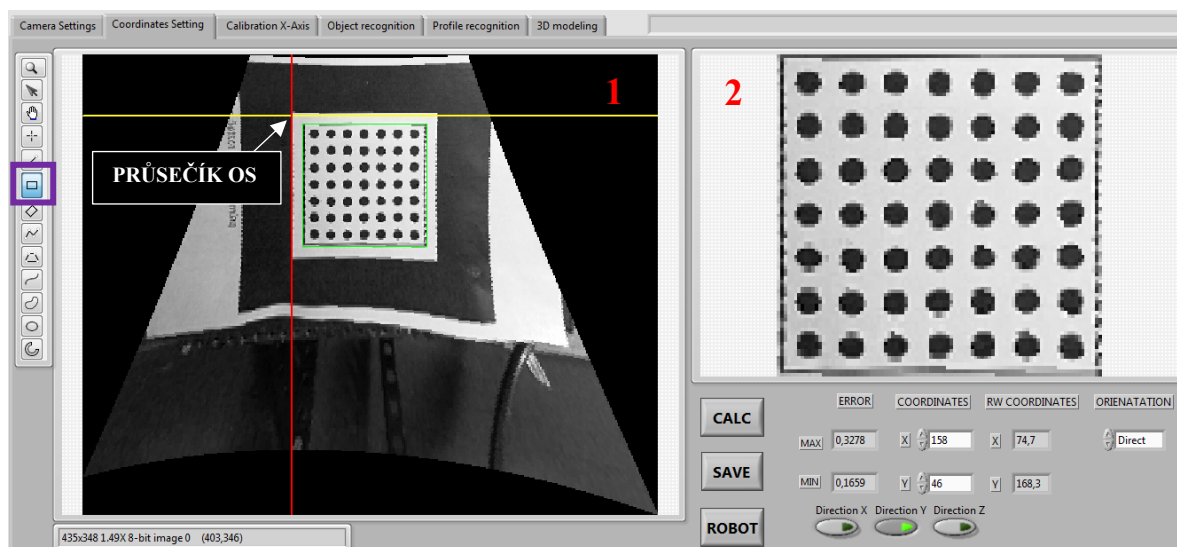 Camera Settings
Coordinates Setting
Calibration X-Axis
Object recognition
Profile recognition
3D modeling
1
2
PRŮSEČÍK OS
CALC
SAVE
ROBOT
ERROR
COORDINATES
RW COORDINATES
ORIENATATION
MAX
0,3278
X
158
X
74,7
Direct
MIN
0,1659
Y
46
Y
168,3
Direction X
Direction Y
Direction Z
435x348 1.49X 8-bit image 0 (403,346)